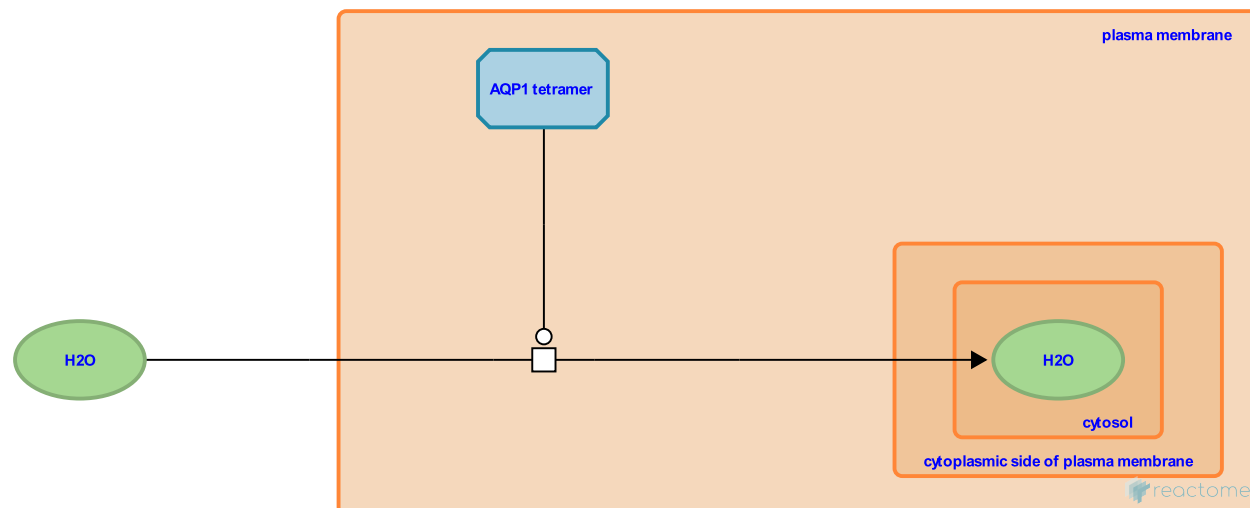 plasma membrane
AQP1 tetramer
H2O
H2O
cytosol
cytoplasmic side of plasma membrane
reactome